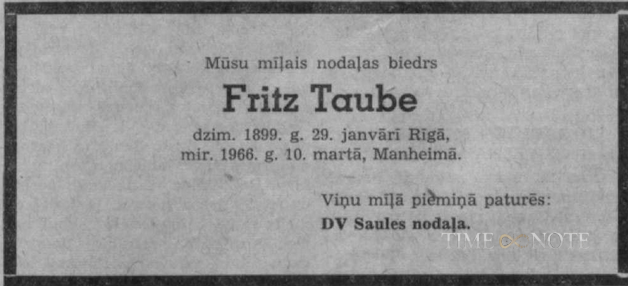 Mūsu mīļais nodaļas biedrs
Fritz Taube
dzim. 1899. g. 29. janvārī Rīgā,
mir. 1966. g. 10. martā, Manheimā.
Viņu mīļā piemiņā paturēs:
DV Saules nodaļa.
TIME NOTE